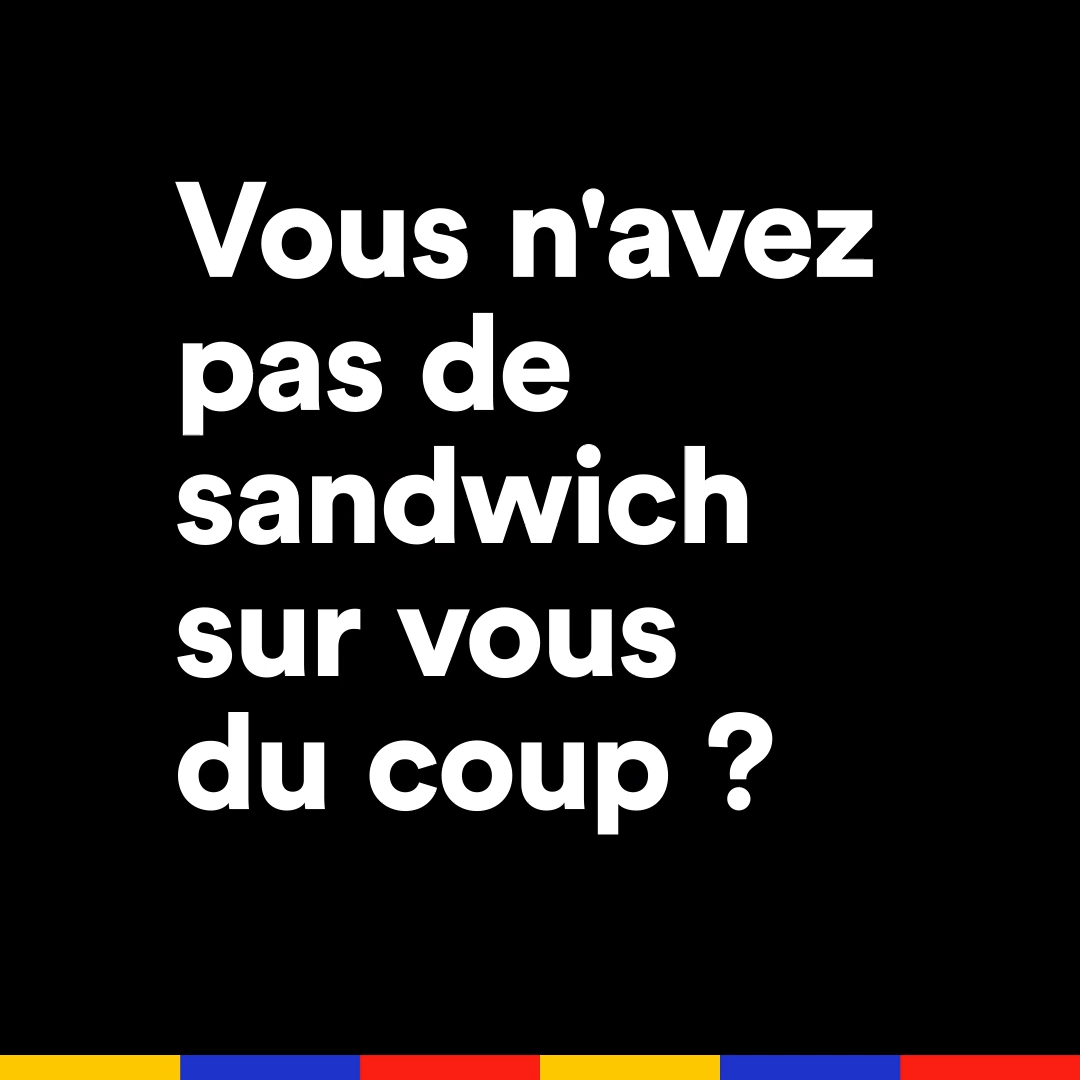 Vous n'avez
pas de
sandwich
sur vous
du coup ?